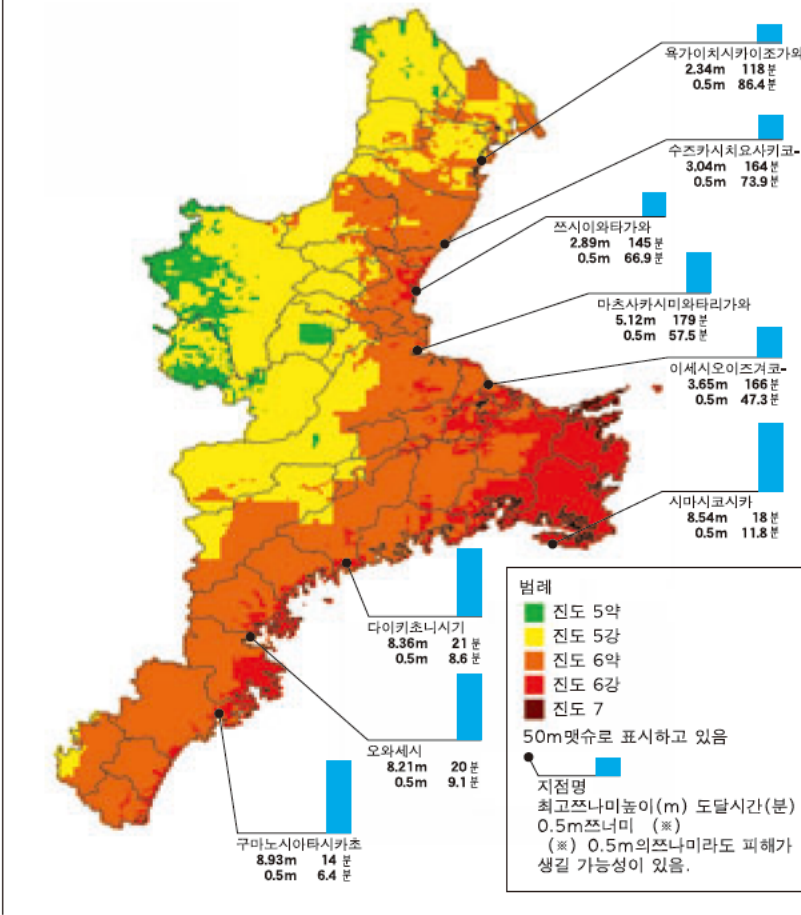 욕가이치시카이조가와
2.34m 118분
0.5m 86.4분
수즈카시치요사키코-
3.04m 164분
0.5m 73.9분
쯔시이와타가와
2.89m 145분
0.5m 66.9분
마츠사카시미와타리가와
5.12m 179분
0.5m 57.5분
이세시오이즈겨코-
3.65m 166분
0.5m 47.3분
시마시코시카
8.54m 18분
0.5m 11.8분
다이키초니시기
8.36m 21분
0.5m 8.6분
오와세시
8.21m 20분
0.5m 9.1분
구마노시아타시카초
8.93m 14분
0.5m 6.4분
범례
진도 5약
진도 5강
진도 6약
진도 6강
진도 7
50m맷슈로 표시하고 있음
지점명
최고쯔나미높이(m) 도달시간(분)
0.5m쯔너미 (※)
(※) 0.5m의쯔나미라도 피해가
생길 가능성이 있음.